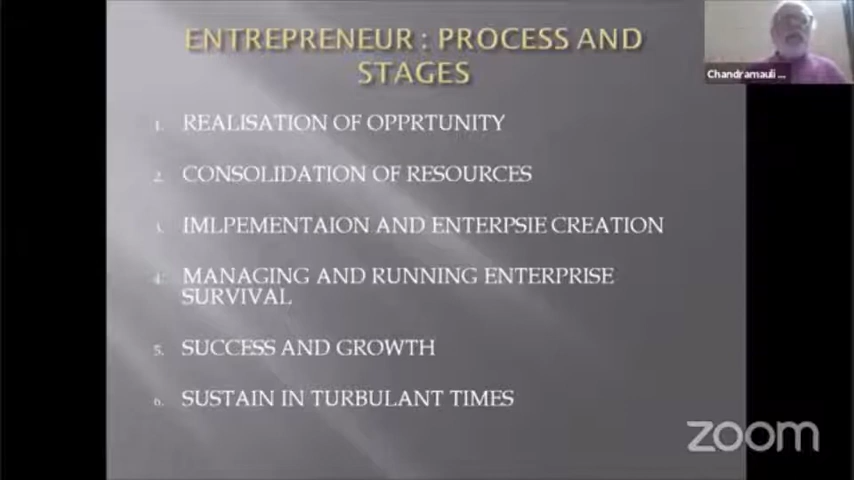 ENTREPRENEUR : PROCESS AND
STAGES
Chandramauli ...
1. REALISATION OF OPPRTUNITY
2. CONSOLIDATION OF RESOURCES
3. IMLPEMENTAION AND ENTERPSIE CREATION
4. MANAGING AND RUNNING ENTERPRISE
SURVIVAL
5. SUCCESS AND GROWTH
6. SUSTAIN IN TURBULANT TIMES
zoom